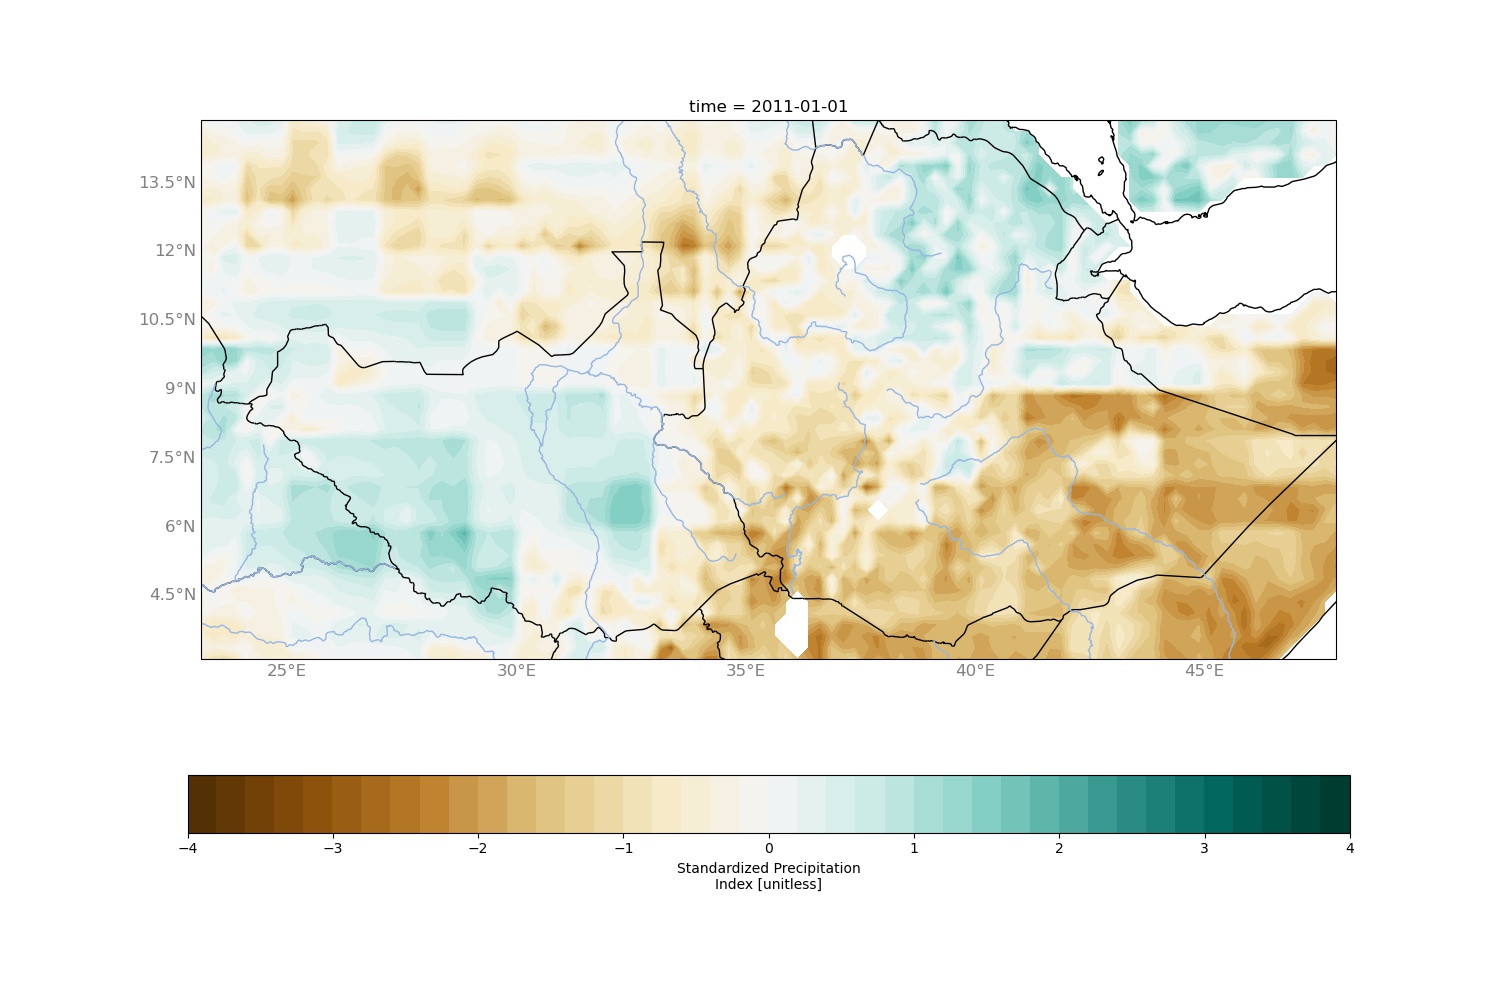 time = 2011-01-01
13.5°N
12°N
10.5°N
9°N
7.5°N
6°N
4.5°N
25°E 30°E 35°E 40°E 45°E
−4 −3 −2 −1 0 1 2 3 4
Standardized Precipitation
Index [unitless]